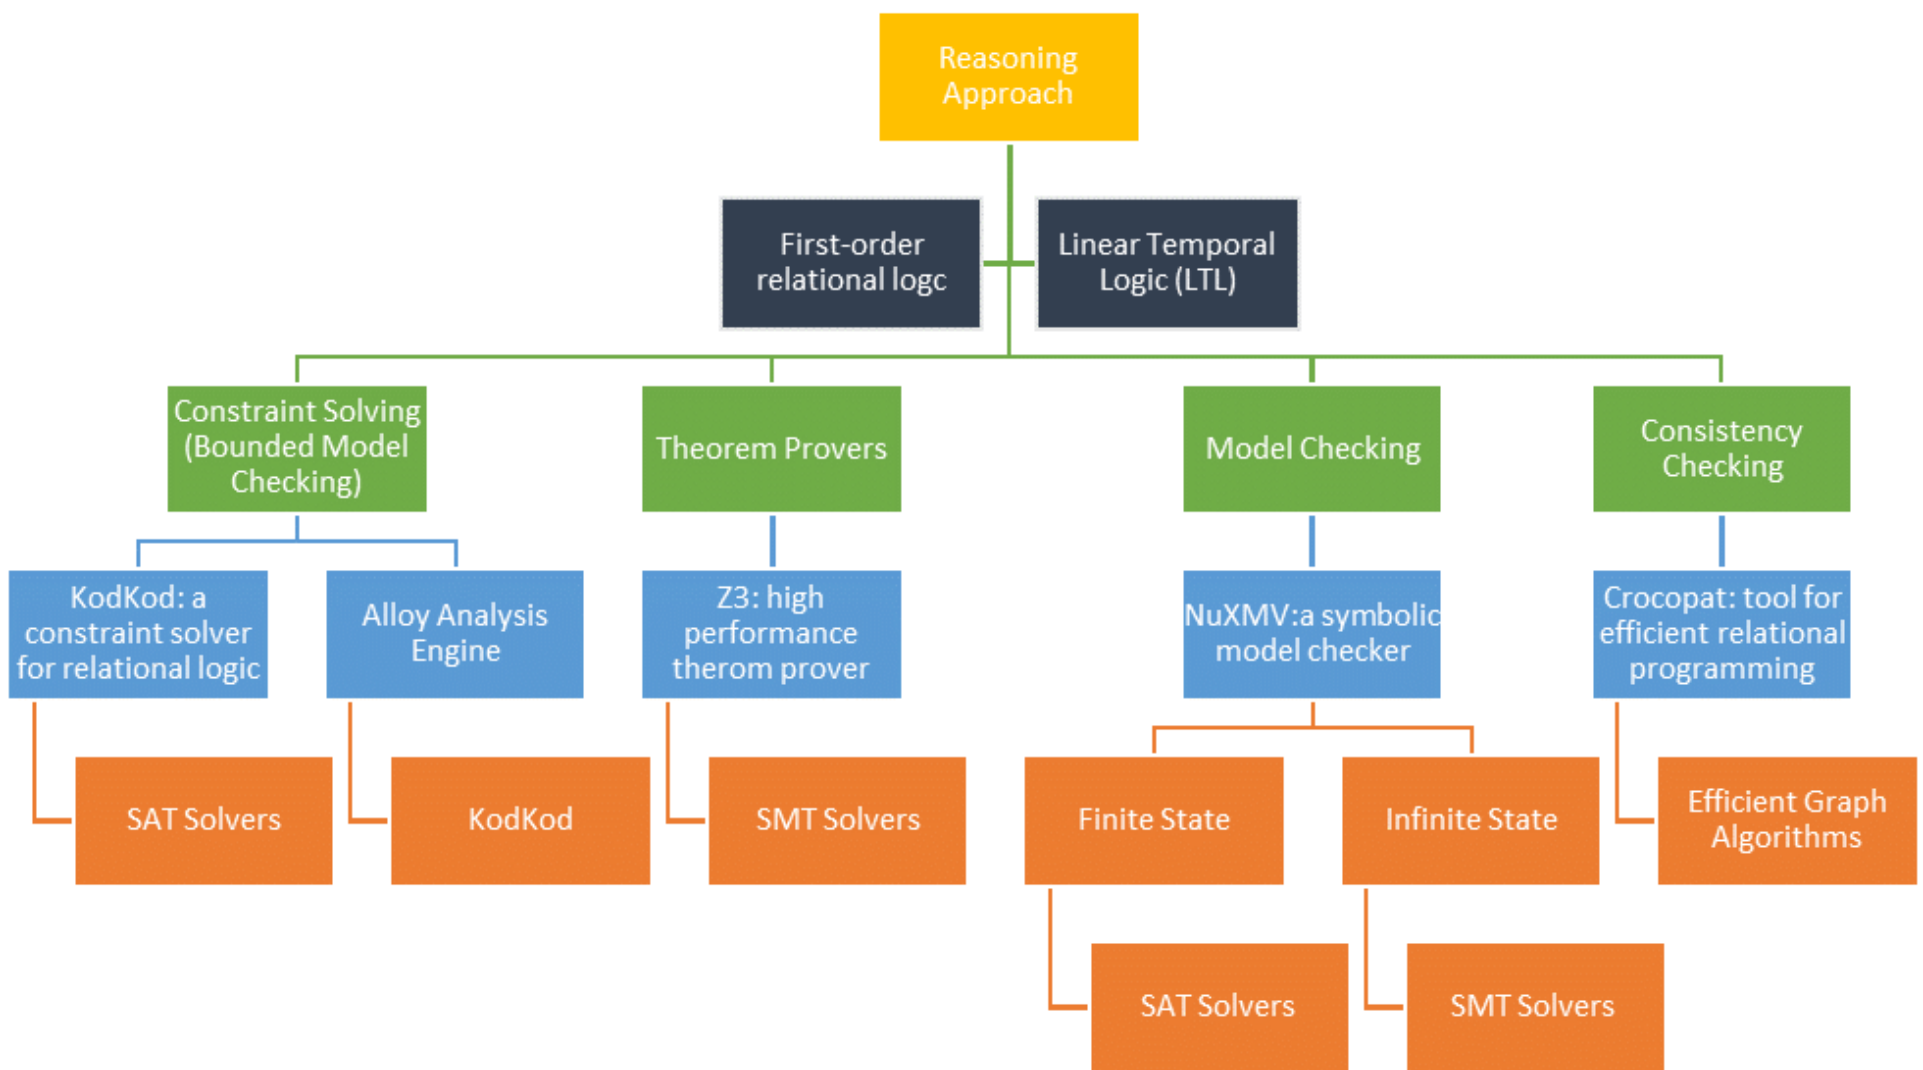 Reasoning
Approach
First-order
relational logc
Linear Temporal
Logic (LTL)
Constraint Solving
(Bounded Model
Checking)
Theorem Provers
Model Checking
Consistency
Checking
KodKod: a
constraint solver
for relational logic
Alloy Analysis
Engine
Z3: high
performance
therom prover
NuXMV:a symbolic
model checker
Crocopat: tool for
efficient relational
programming
SAT Solvers
KodKod
SMT Solvers
Finite State
Infinite State
Efficient Graph
Algorithms
SAT Solvers
SMT Solvers